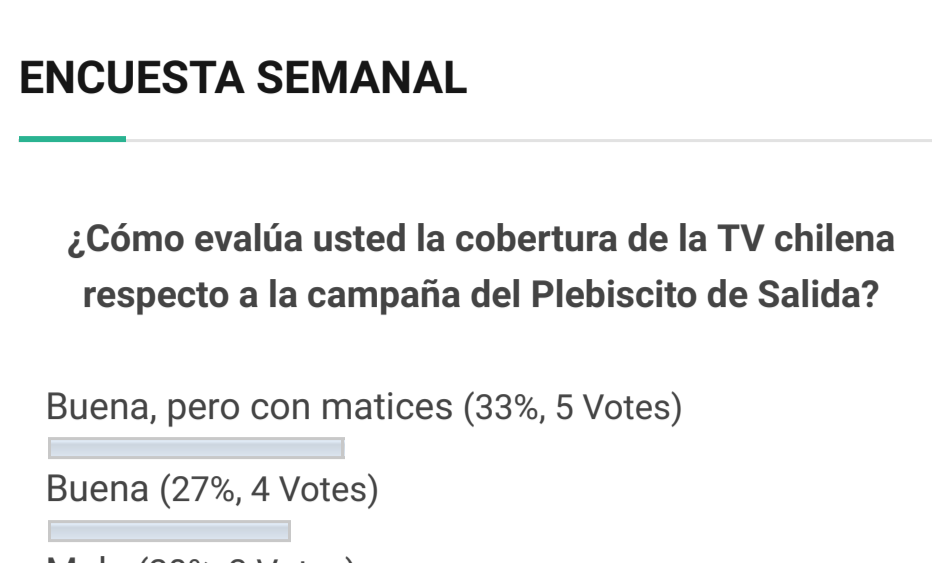 ENCUESTA SEMANAL
¿Cómo evalúa usted la cobertura de la TV chilena
respecto a la campaña del Plebiscito de Salida?
Buena, pero con matices (33%, 5 Votes)
Buena (27%, 4 Votes)